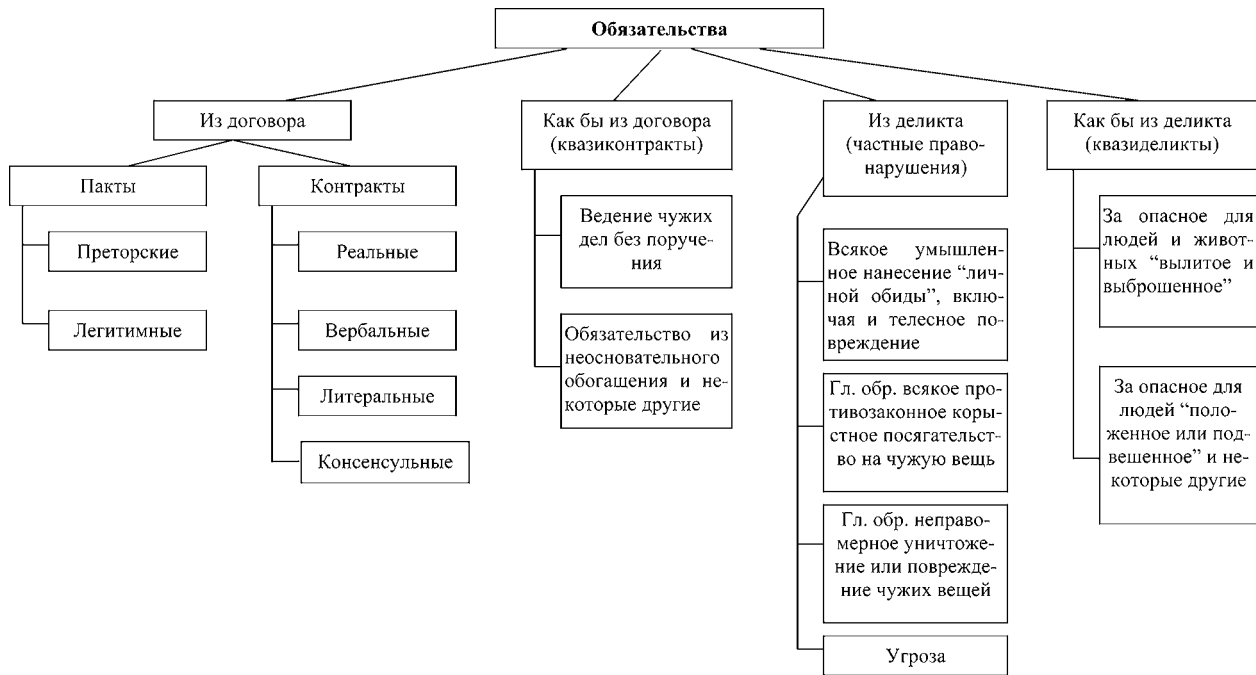 Обязательства
Из договора
Пакты
Преторские
Легитимные
Контракты
Реальные
Вербальные
Литеральные
Консенсульные
Как бы из договора
(квазиконтракты)
Ведение чужих
дел без поруче-
ния
Обязательство из
неосновательного
обогащения и не-
которые другие
Из деликта
(частные право-
нарушения)
Всякое умышлен-
ное нанесение “лич-
ной обиды”, вклю-
чая и телесное по-
вреждение
Гл. обр. всякое про-
тивозаконное коры-
стное посягательст-
во на чужую вещь
Гл. обр. неправо-
мерное уничтоже-
ние или повреж‑де-
ние чужих вещей
Угроза
Как бы из деликта
(квазиделикты)
За опасное для
людей и живот-
ных “вылитое и
выброшенное”
За опасное для
людей “поло-
женное или под-
вешенное” и не-
которые другие